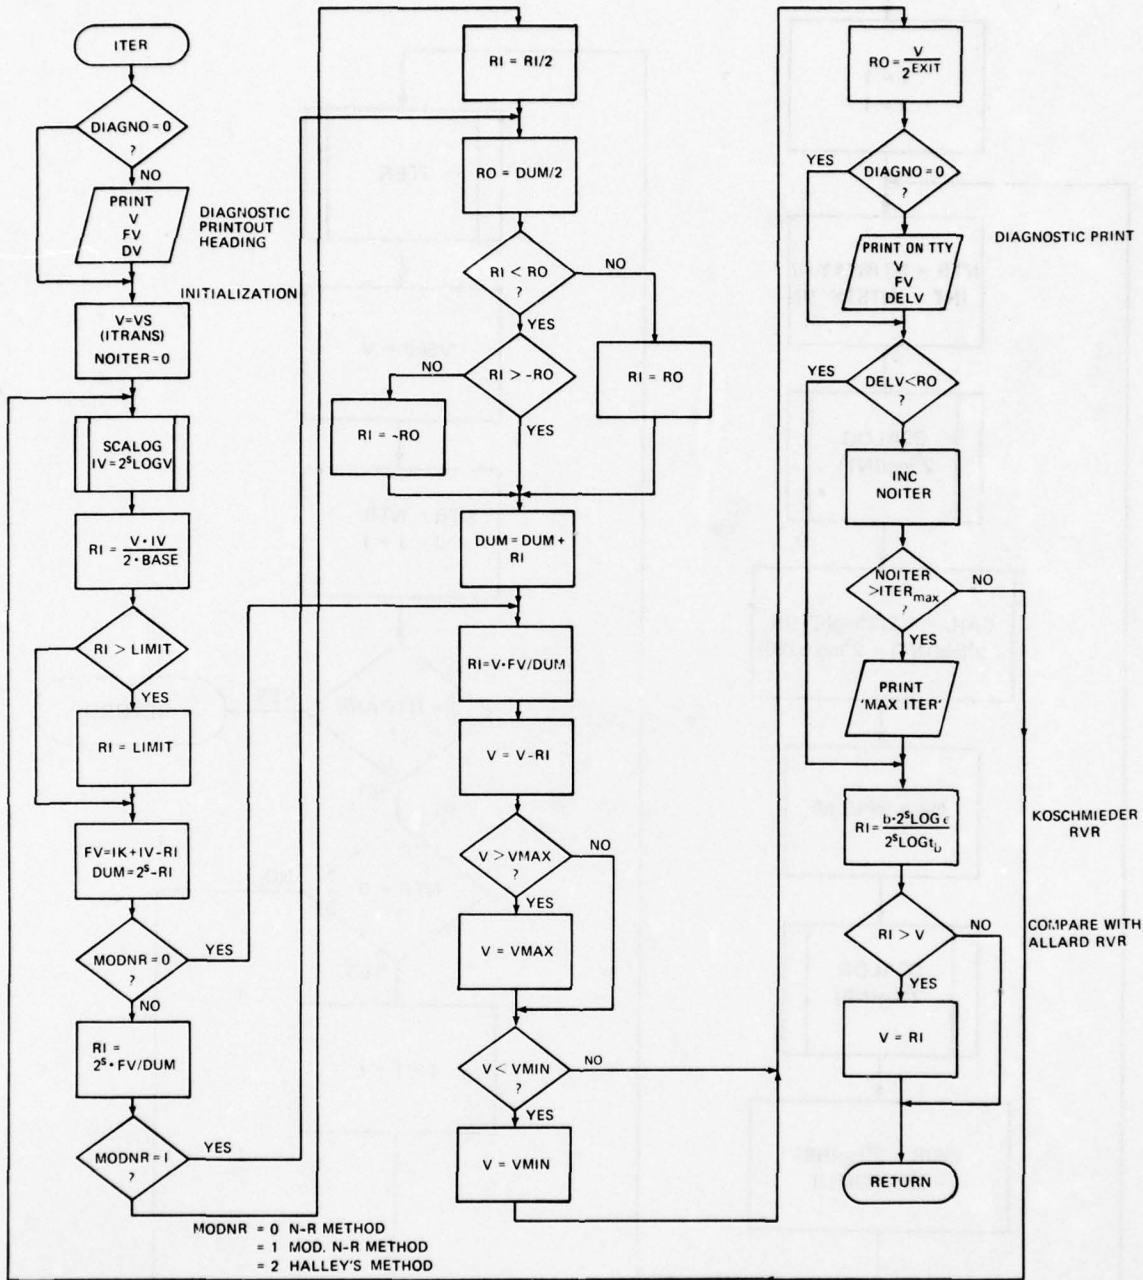 ITER
DIAGNO = 0
?
NO
PRINT
V
FV
DV
DIAGNOSTIC
PRINTOUT
HEADING
INITIALIZATION
V=VS
(ITRANS)
NOITER = 0
SCALOG
IV = 2ˢLOGV
RI = V · IV
2 · BASE
RI > LIMIT
?
YES
RI = LIMIT
FV=IK+IV-RI
DUM=2ˢ-RI
MODNR = 0
?
YES
NO
RI =
2ˢ · FV/DUM
MODNR = 1
?
YES
MODNR = 0 N-R METHOD
= 1 MOD. N-R METHOD
= 2 HALLEY'S METHOD
RI = RI/2
RO = DUM/2
RI < RO
?
NO
YES
RI > -RO
NO
YES
RI = RO
RI = -RO
DUM = DUM +
RI
RI=V·FV/DUM
V = V-RI
V > VMAX
?
NO
YES
V = VMAX
V < VMIN
?
NO
YES
V = VMIN
RO = V
2^EXIT
YES
DIAGNO = 0
?
PRINT ON TTY
V
FV
DELV
DIAGNOSTIC PRINT
YES
DELV<RO
?
INC
NOITER
NOITER
>ITERmax
?
NO
YES
PRINT
'MAX ITER'
RI = b·2ˢLOG ε
2ˢLOGt_b
KOSCHMIEDER
RVR
RI > V
?
NO
YES
COMPARE WITH
ALLARD RVR
V = RI
RETURN